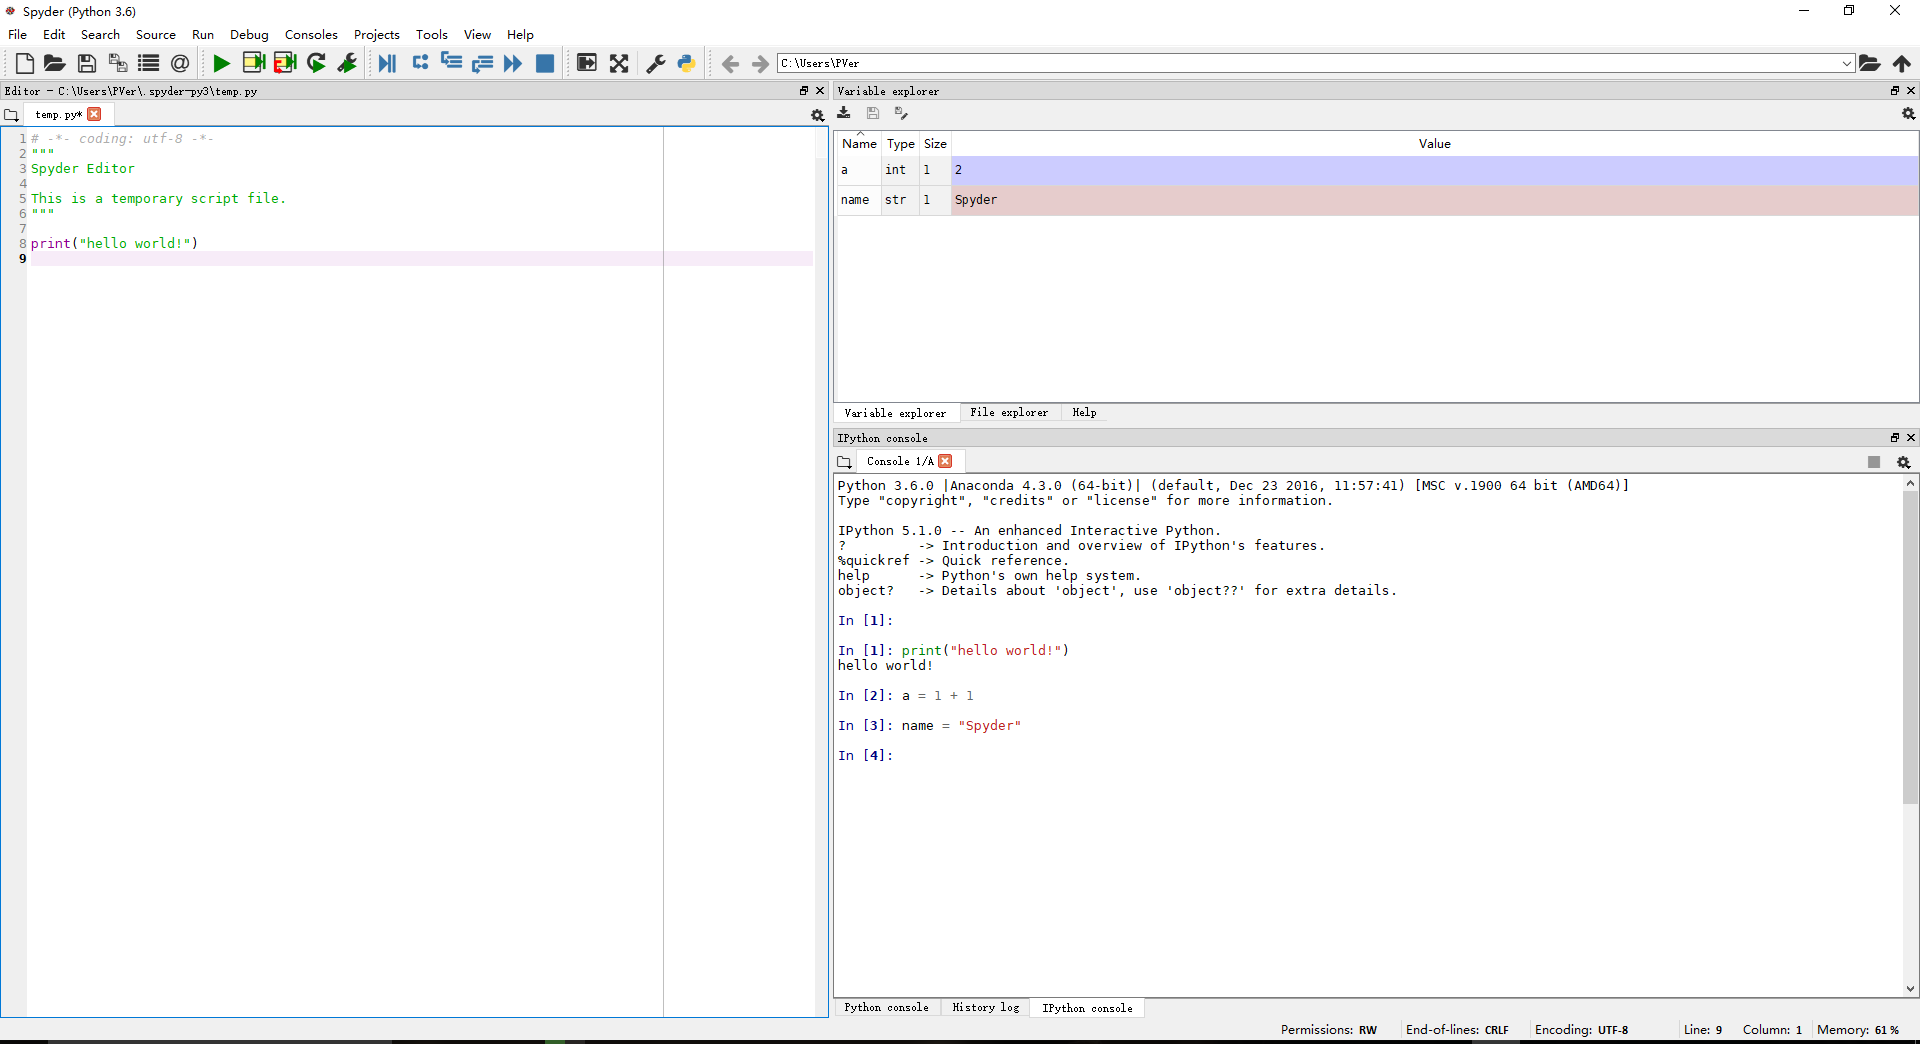 Spyder (Python 3.6)
File Edit Search Source Run Debug Consoles Projects Tools View Help
C:\Users\PVer
Editor - C:\Users\PVer\.spyder-py3\temp.py
temp.py*
1 # -*- coding: utf-8 -*-
2 """
3 Spyder Editor
4
5 This is a temporary script file.
6 """
7
8 print("hello world!")
9
Variable explorer
Name Type Size Value
a int 1 2
name str 1 Spyder
Variable explorer File explorer Help
IPython console
Console 1/A
Python 3.6.0 |Anaconda 4.3.0 (64-bit)| (default, Dec 23 2016, 11:57:41) [MSC v.1900 64 bit (AMD64)]
Type "copyright", "credits" or "license" for more information.
IPython 5.1.0 -- An enhanced Interactive Python.
?         -> Introduction and overview of IPython's features.
%quickref -> Quick reference.
help      -> Python's own help system.
object?   -> Details about 'object', use 'object??' for extra details.
In [1]:
In [1]: print("hello world!")
hello world!
In [2]: a = 1 + 1
In [3]: name = "Spyder"
In [4]:
Python console History log IPython console
Permissions: RW End-of-lines: CRLF Encoding: UTF-8 Line: 9 Column: 1 Memory: 61 %